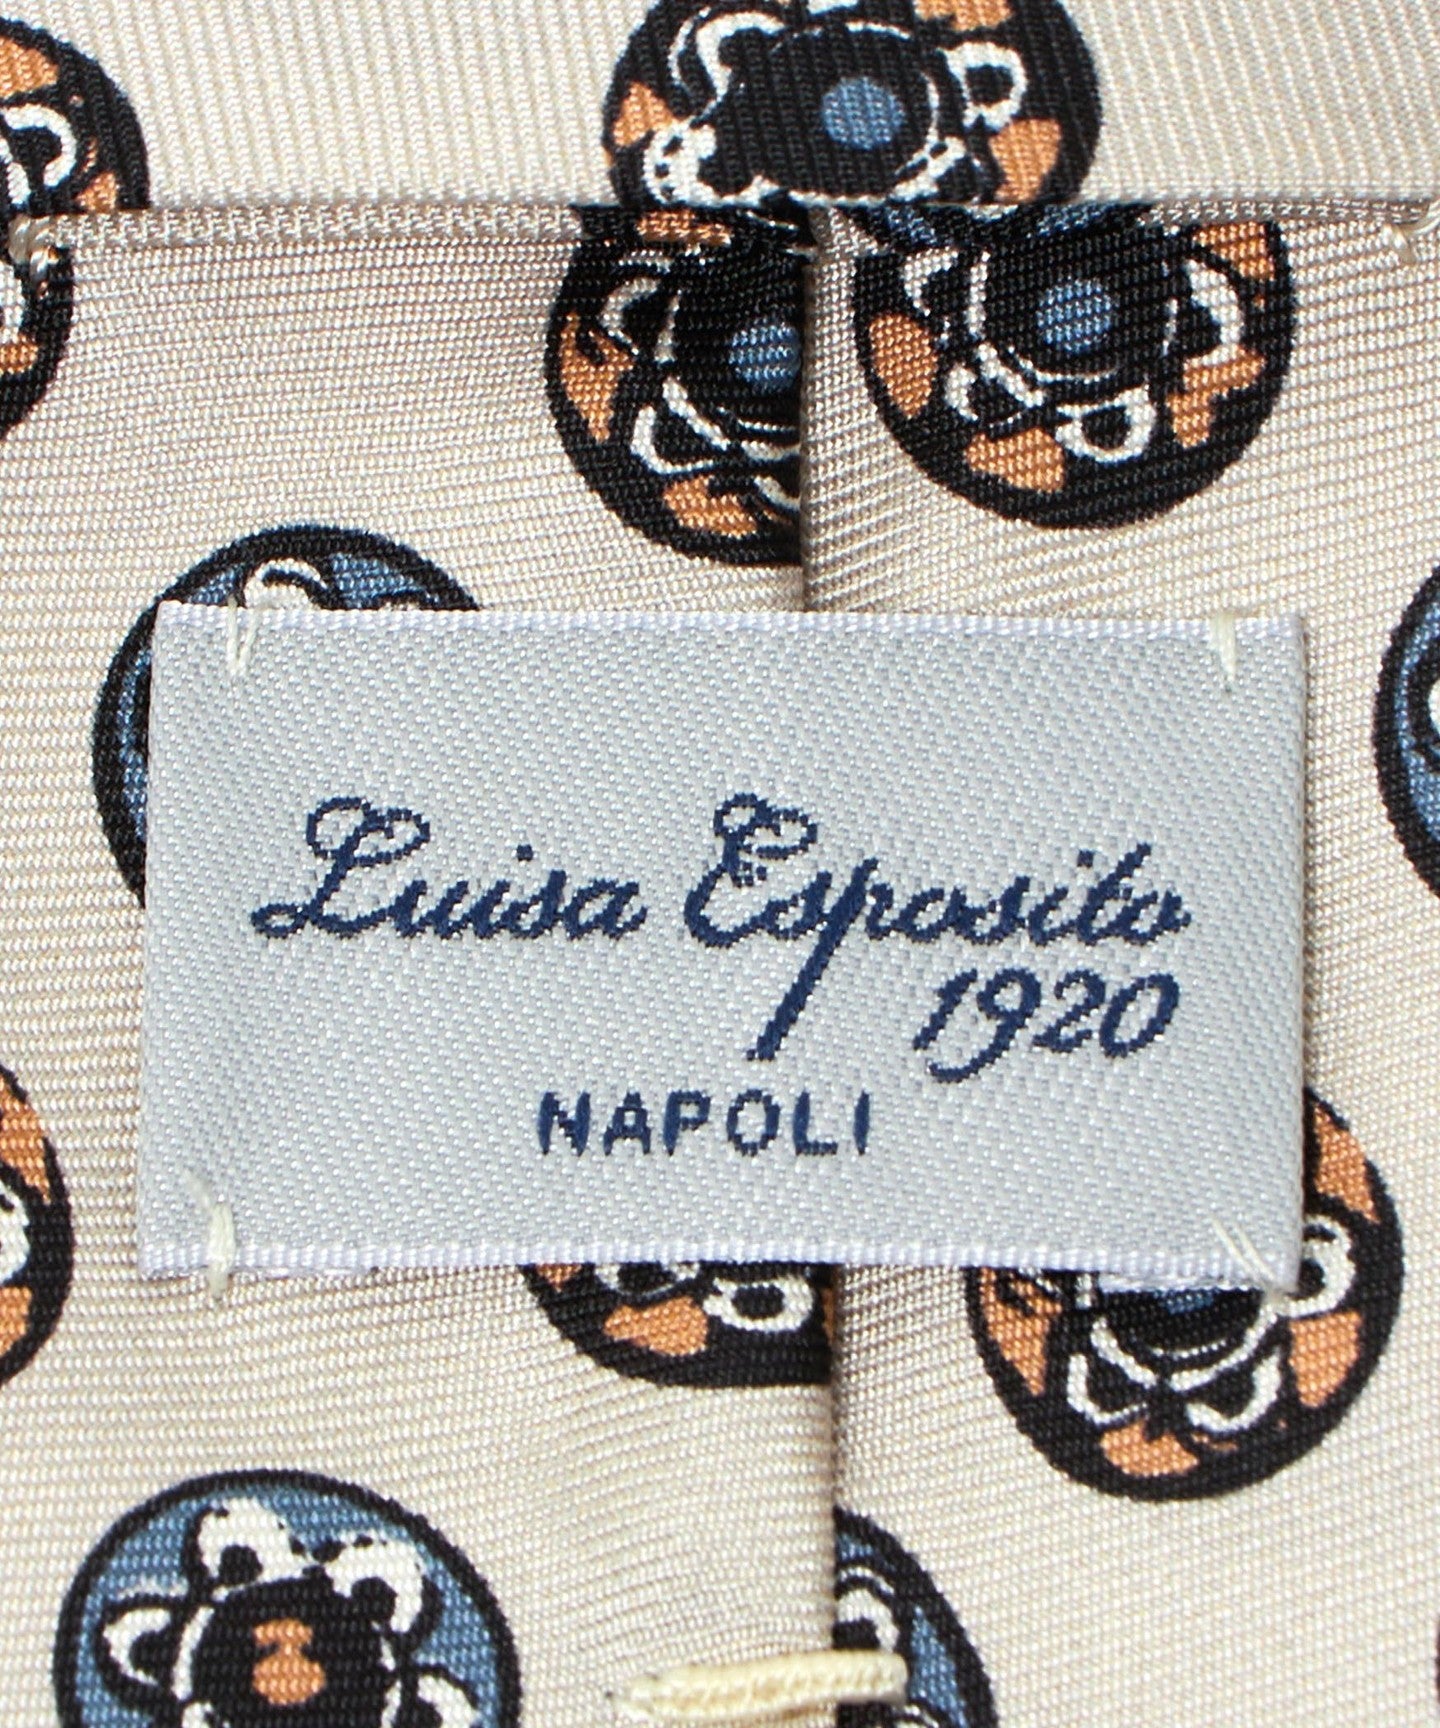 Luisa Esposito
1920
NAPOLI